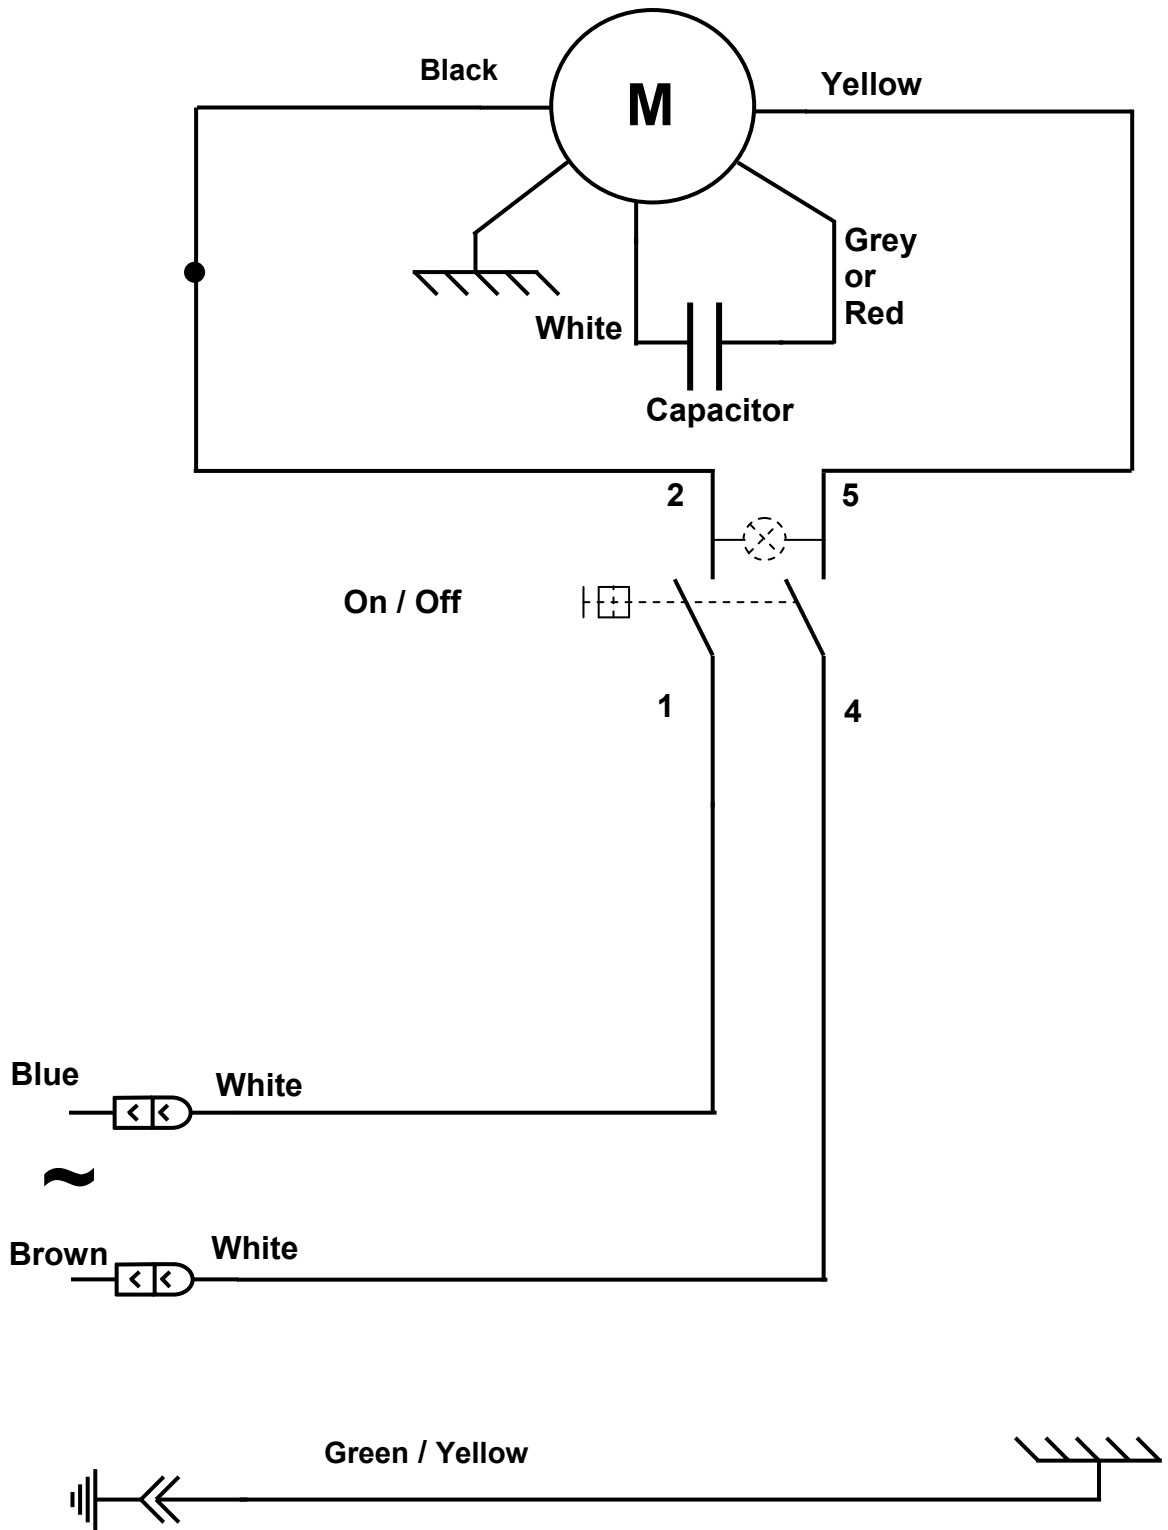 Black
M
Yellow
Grey
or
Red
White
Capacitor
2
5
On / Off
1
4
Blue
White
~
Brown
White
Green / Yellow